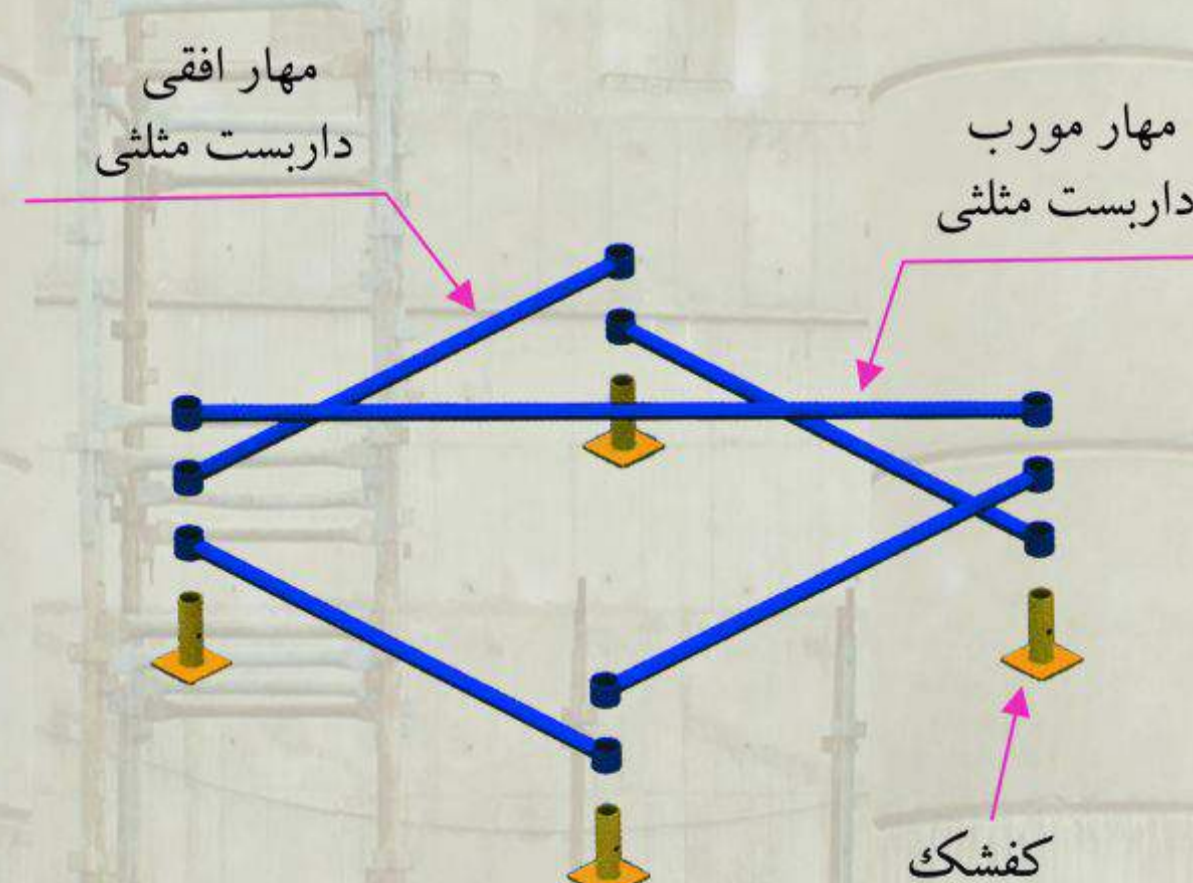 مهار افقی
داربست مثلثی
مهار مورب
داربست مثلثی
کفشک